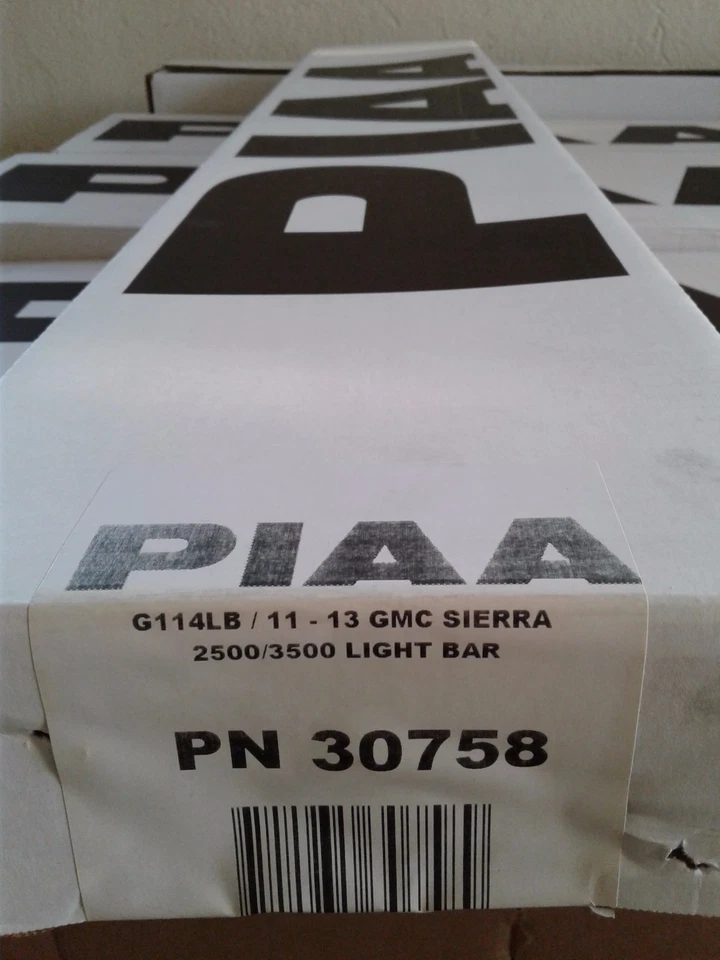 PIAA
PIAA
G114LB / 11 - 13 GMC SIERRA
2500/3500 LIGHT BAR
PN 30758